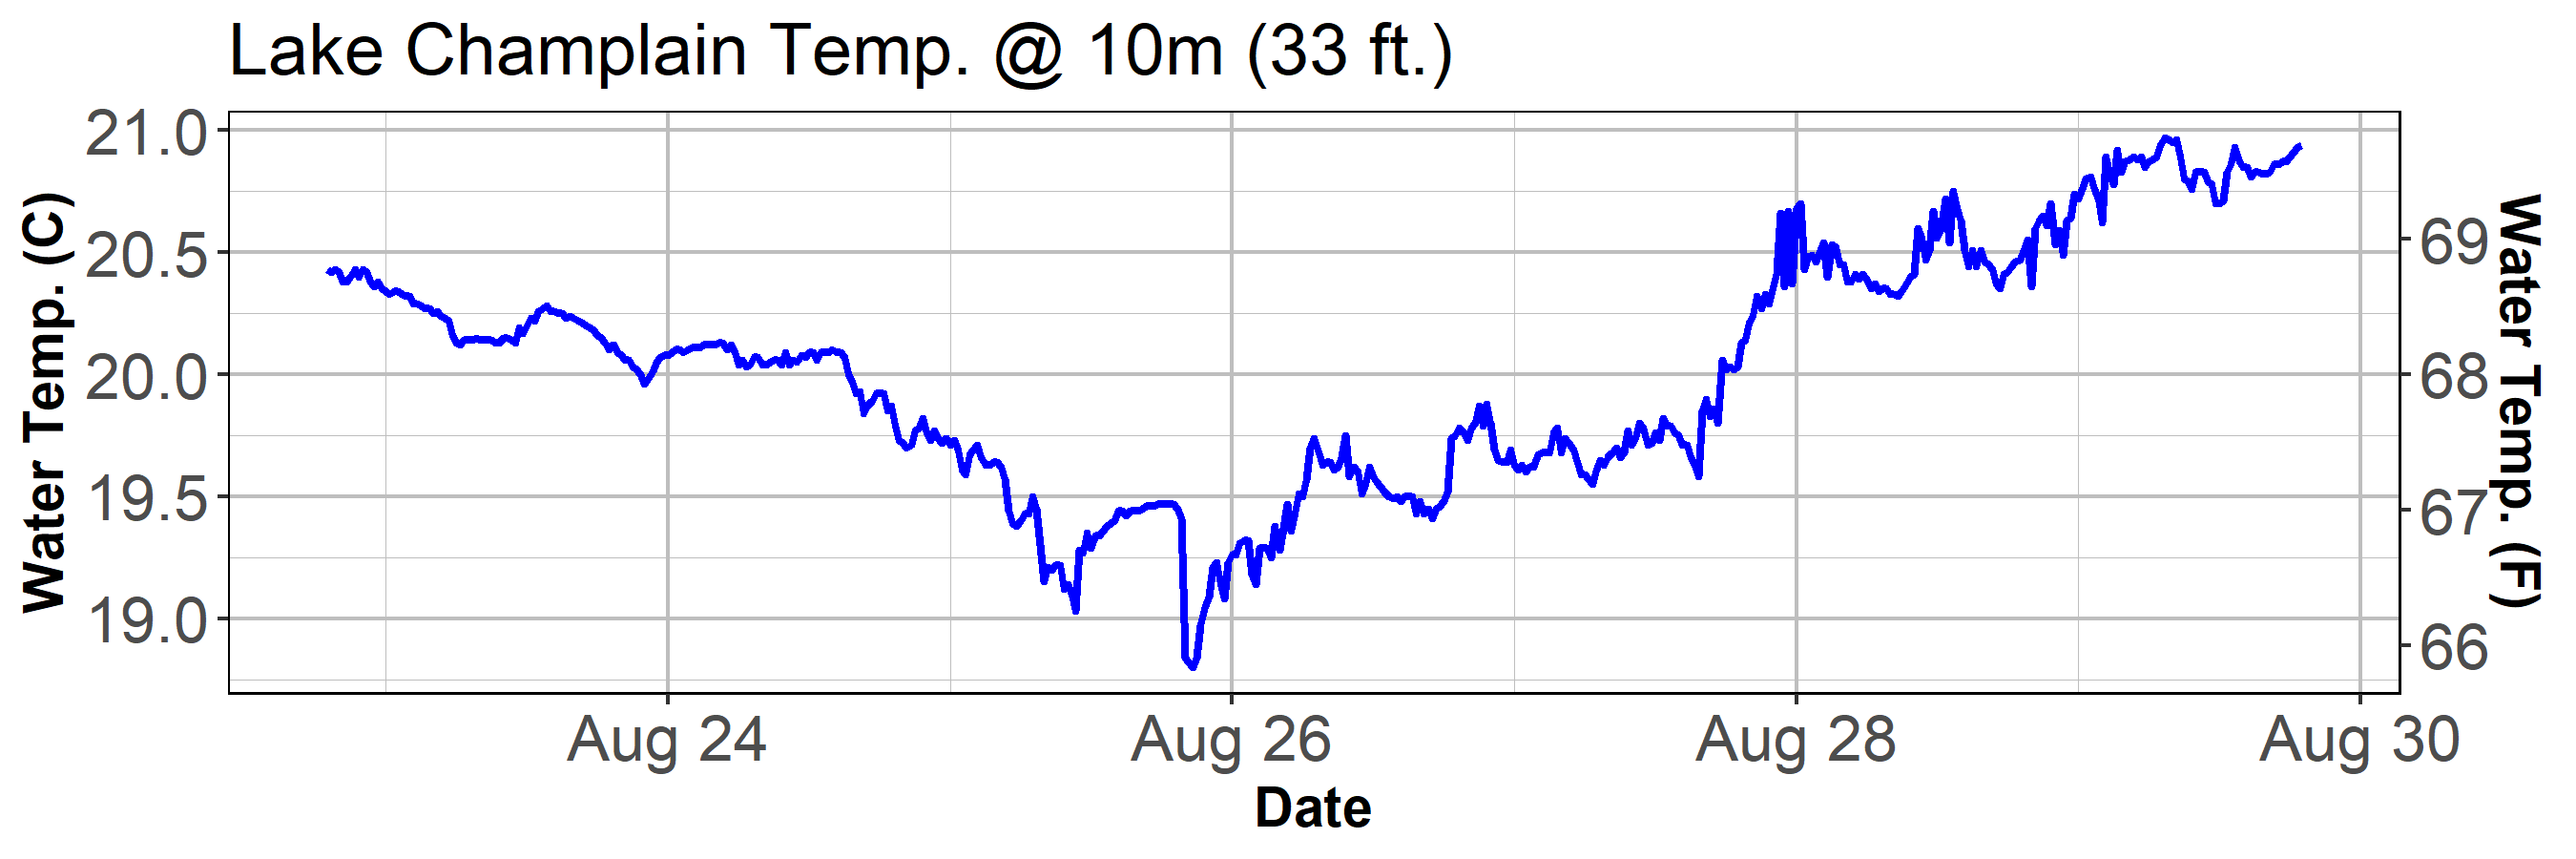 Lake Champlain Temp. @ 10m (33 ft.)
Water Temp. (C)
21.0
20.5
20.0
19.5
19.0
69
68
67
66
Water Temp. (F)
Aug 24
Aug 26
Aug 28
Aug 30
Date